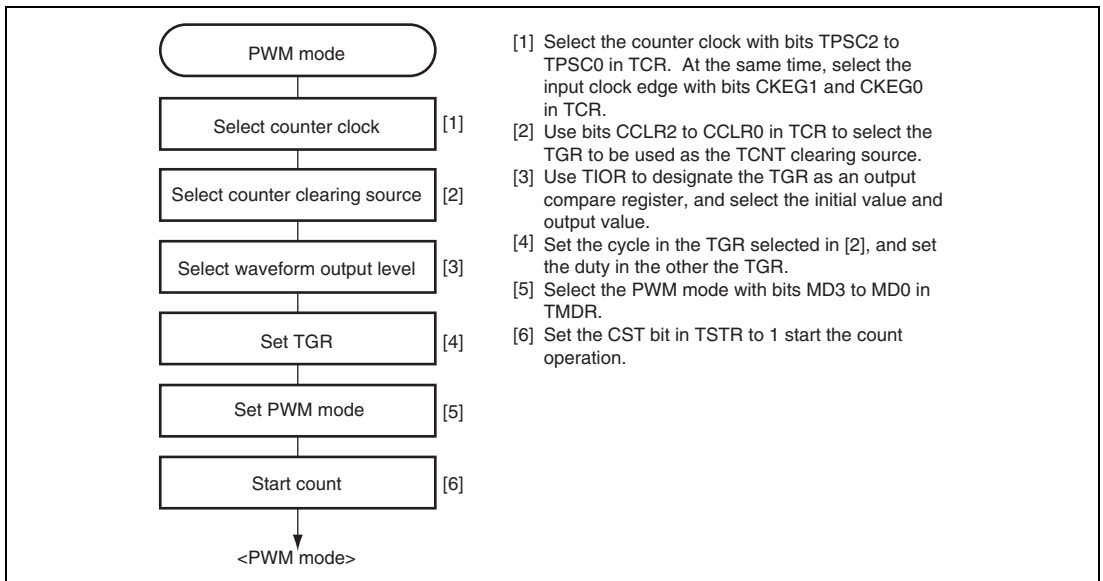 PWM mode
Select counter clock [1]
Select counter clearing source [2]
Select waveform output level [3]
Set TGR [4]
Set PWM mode [5]
Start count [6]
<PWM mode>
[1] Select the counter clock with bits TPSC2 to
TPSC0 in TCR. At the same time, select the
input clock edge with bits CKEG1 and CKEG0
in TCR.
[2] Use bits CCLR2 to CCLR0 in TCR to select the
TGR to be used as the TCNT clearing source.
[3] Use TIOR to designate the TGR as an output
compare register, and select the initial value and
output value.
[4] Set the cycle in the TGR selected in [2], and set
the duty in the other the TGR.
[5] Select the PWM mode with bits MD3 to MD0 in
TMDR.
[6] Set the CST bit in TSTR to 1 start the count
operation.